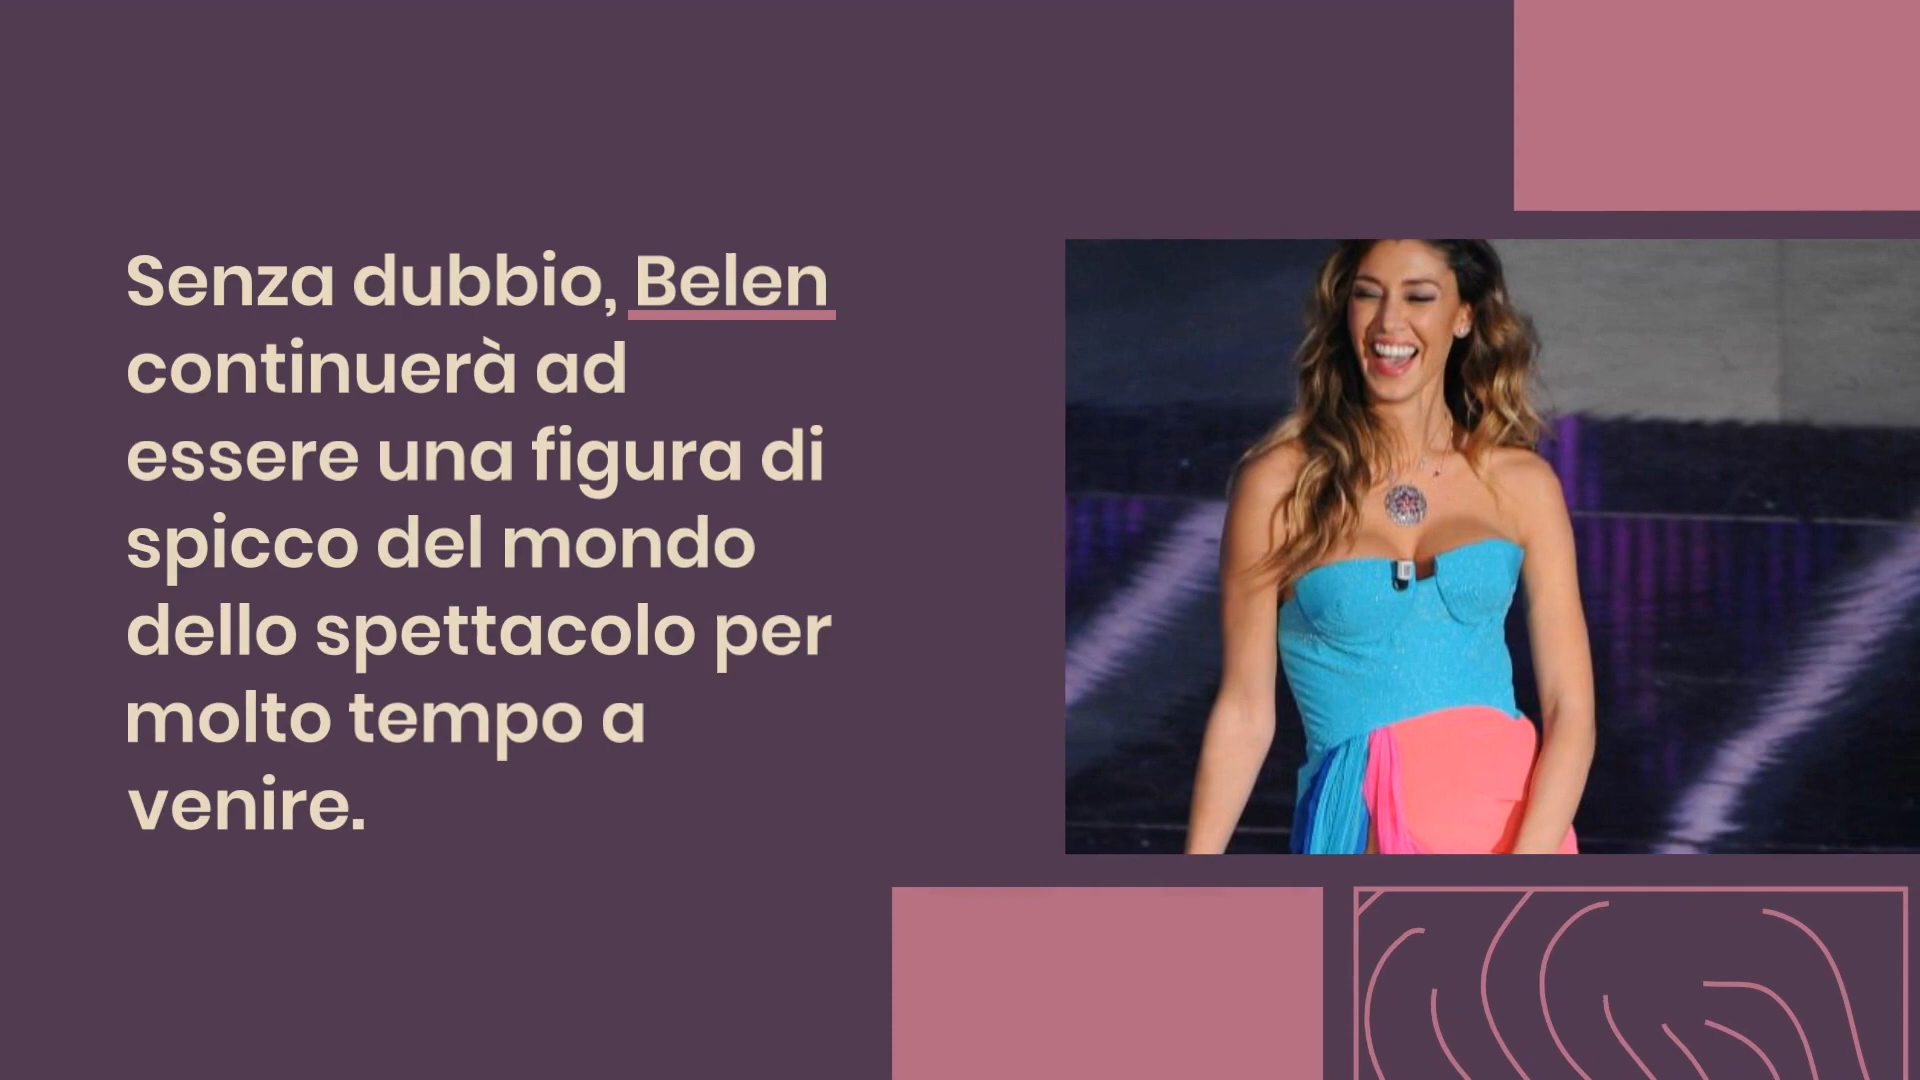 Senza dubbio, Belen
continuerà ad
essere una figura di
spicco del mondo
dello spettacolo per
molto tempo a
venire.